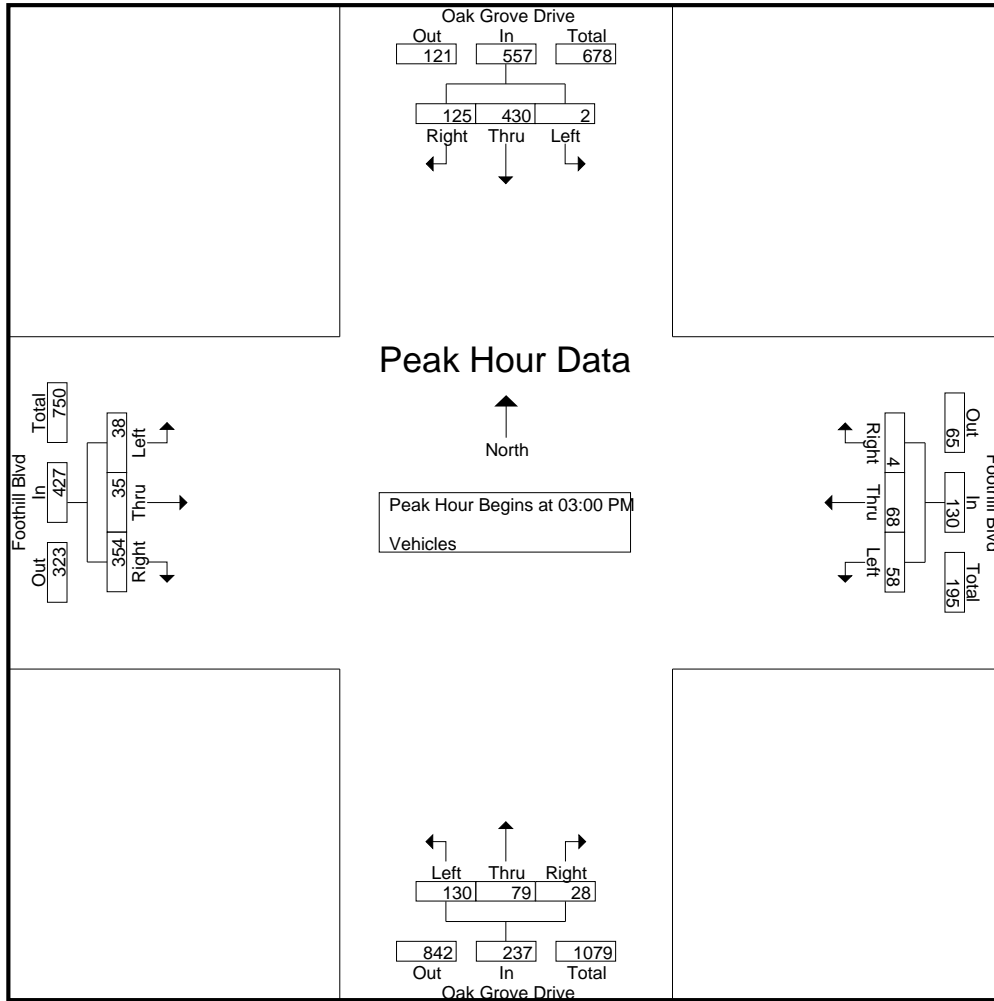 Oak Grove Drive
Out In Total
121 557 678
125 430 2
Right Thru Left
Peak Hour Data
North
Peak Hour Begins at 03:00 PM
Vehicles
Foothill Blvd
Out In Total
323 427 750
354 35 38
Right Thru Left
Foothill Blvd
Out In Total
65 130 195
4 68 58
Right Thru Left
Left Thru Right
130 79 28
842 237 1079
Out In Total
Oak Grove Drive